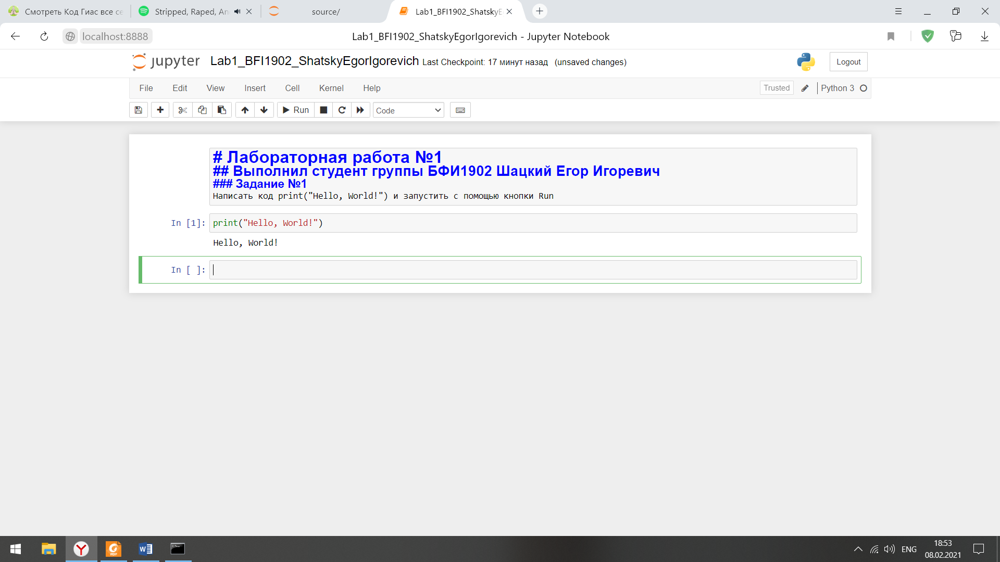 Смотреть Код Гиас все се
Stripped, Raped, An
source/
Lab1_BFI1902_ShatskyE
localhost:8888
Lab1_BFI1902_ShatskyEgorIgorevich - Jupyter Notebook
jupyter Lab1_BFI1902_ShatskyEgorIgorevich Last Checkpoint: 17 минут назад (unsaved changes)
Logout
File Edit View Insert Cell Kernel Help
Trusted
Python 3
Run
Code
# Лабораторная работа №1
## Выполнил студент группы БФИ1902 Шацкий Егор Игоревич
### Задание №1
Написать код print("Hello, World!") и запустить с помощью кнопки Run
In [1]: print("Hello, World!")
Hello, World!
In [ ]:
PDF
ENG
18:53
08.02.2021